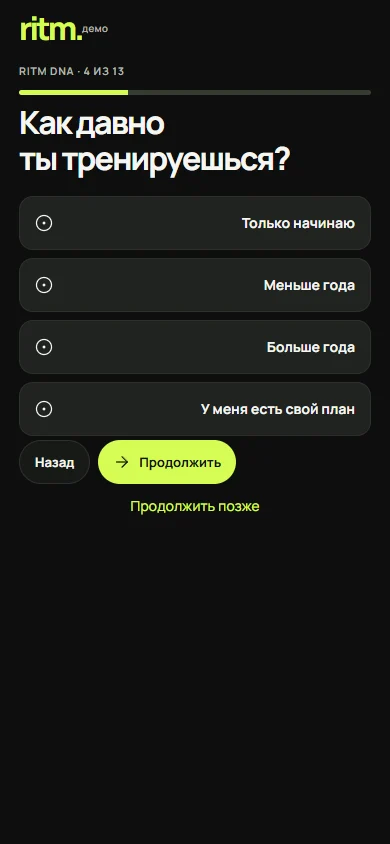 ritm. демо
RITM DNA · 4 ИЗ 13
Как давно
ты тренируешься?
Только начинаю
Меньше года
Больше года
У меня есть свой план
Назад
Продолжить
Продолжить позже